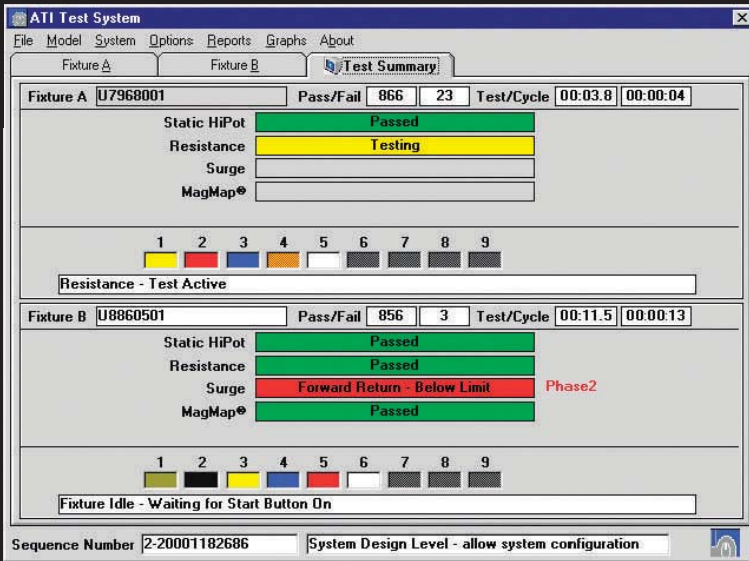 ATI Test System
File Model System Options Reports Graphs About
Fixture A Fixture B Test Summary
Fixture A U7968001 Pass/Fail 866 23 Test/Cycle 00:03.8 00:00:04
Static HiPot Passed
Resistance Testing
Surge
MagMap®
1 2 3 4 5 6 7 8 9
Resistance - Test Active
Fixture B U8860501 Pass/Fail 856 3 Test/Cycle 00:11.5 00:00:13
Static HiPot Passed
Resistance Passed
Surge Forward Return - Below Limit Phase2
MagMap® Passed
1 2 3 4 5 6 7 8 9
Fixture Idle - Waiting for Start Button On
Sequence Number 2-20001182686 System Design Level - allow system configuration